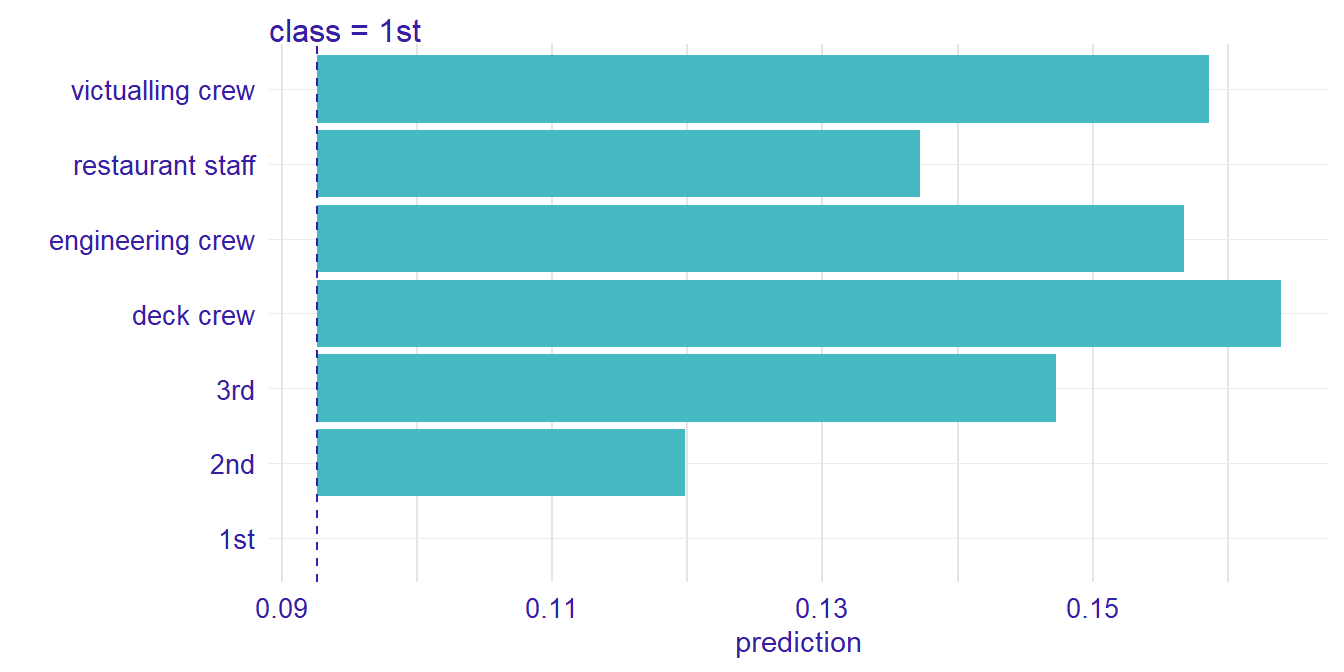 class = 1st
victualling crew
restaurant staff
engineering crew
deck crew
3rd
2nd
1st
0.09 0.11 0.13 0.15
prediction